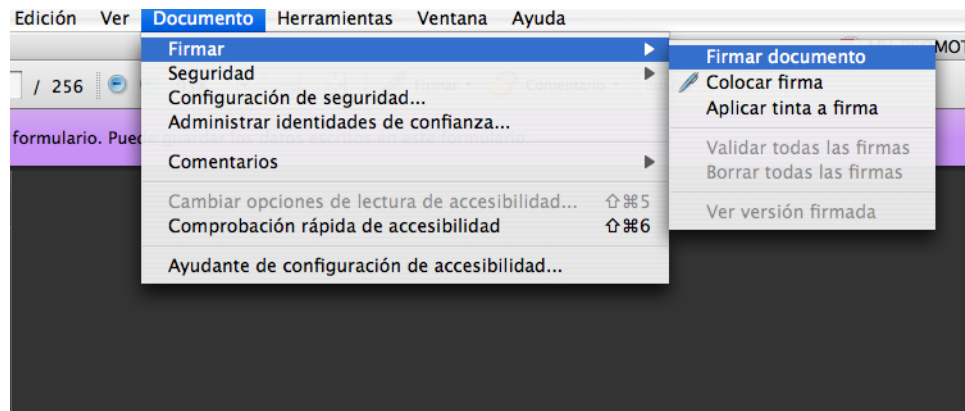 Edición Ver Documento Herramientas Ventana Ayuda
/ 256
formulario. Pue
Firmar
Seguridad
Configuración de seguridad...
Administrar identidades de confianza...
Comentarios
Cambiar opciones de lectura de accesibilidad... ⇧⌘5
Comprobación rápida de accesibilidad ⇧⌘6
Ayudante de configuración de accesibilidad...
Firmar documento
Colocar firma
Aplicar tinta a firma
Validar todas las firmas
Borrar todas las firmas
Ver versión firmada